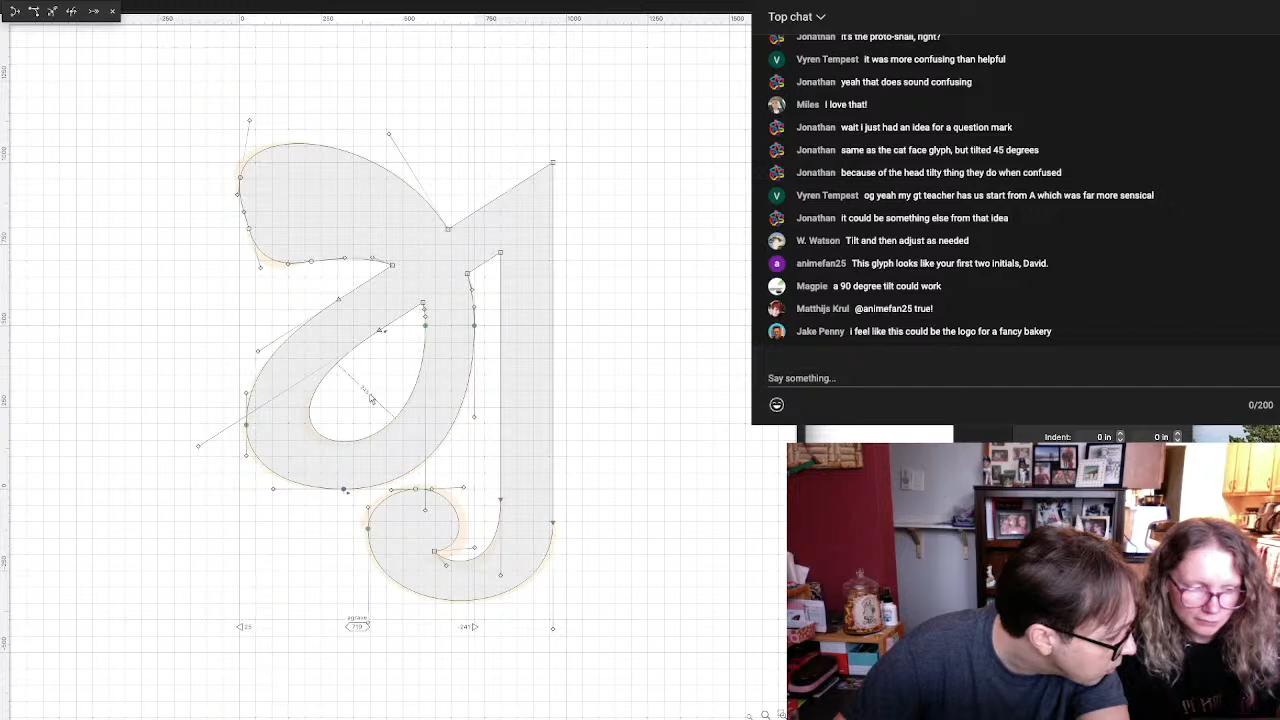 -250 0 250 500 750 1000 1250 1500
Top chat
Jonathan it's the proto-snail, right?
Vyren Tempest it was more confusing than helpful
Jonathan yeah that does sound confusing
Miles I love that!
Jonathan wait i just had an idea for a question mark
Jonathan same as the cat face glyph, but tilted 45 degrees
Jonathan because of the head tilty thing they do when confused
Vyren Tempest og yeah my gt teacher has us start from A which was far more sensical
Jonathan it could be something else from that idea
W. Watson Tilt and then adjust as needed
animefan25 This glyph looks like your first two initials, David.
Magpie a 90 degree tilt could work
Matthijs Krul @animefan25 true!
Jake Penny i feel like this could be the logo for a fancy bakery
Say something...
0/200
Indent: 0 in 0 in
agrave
25 719 -241